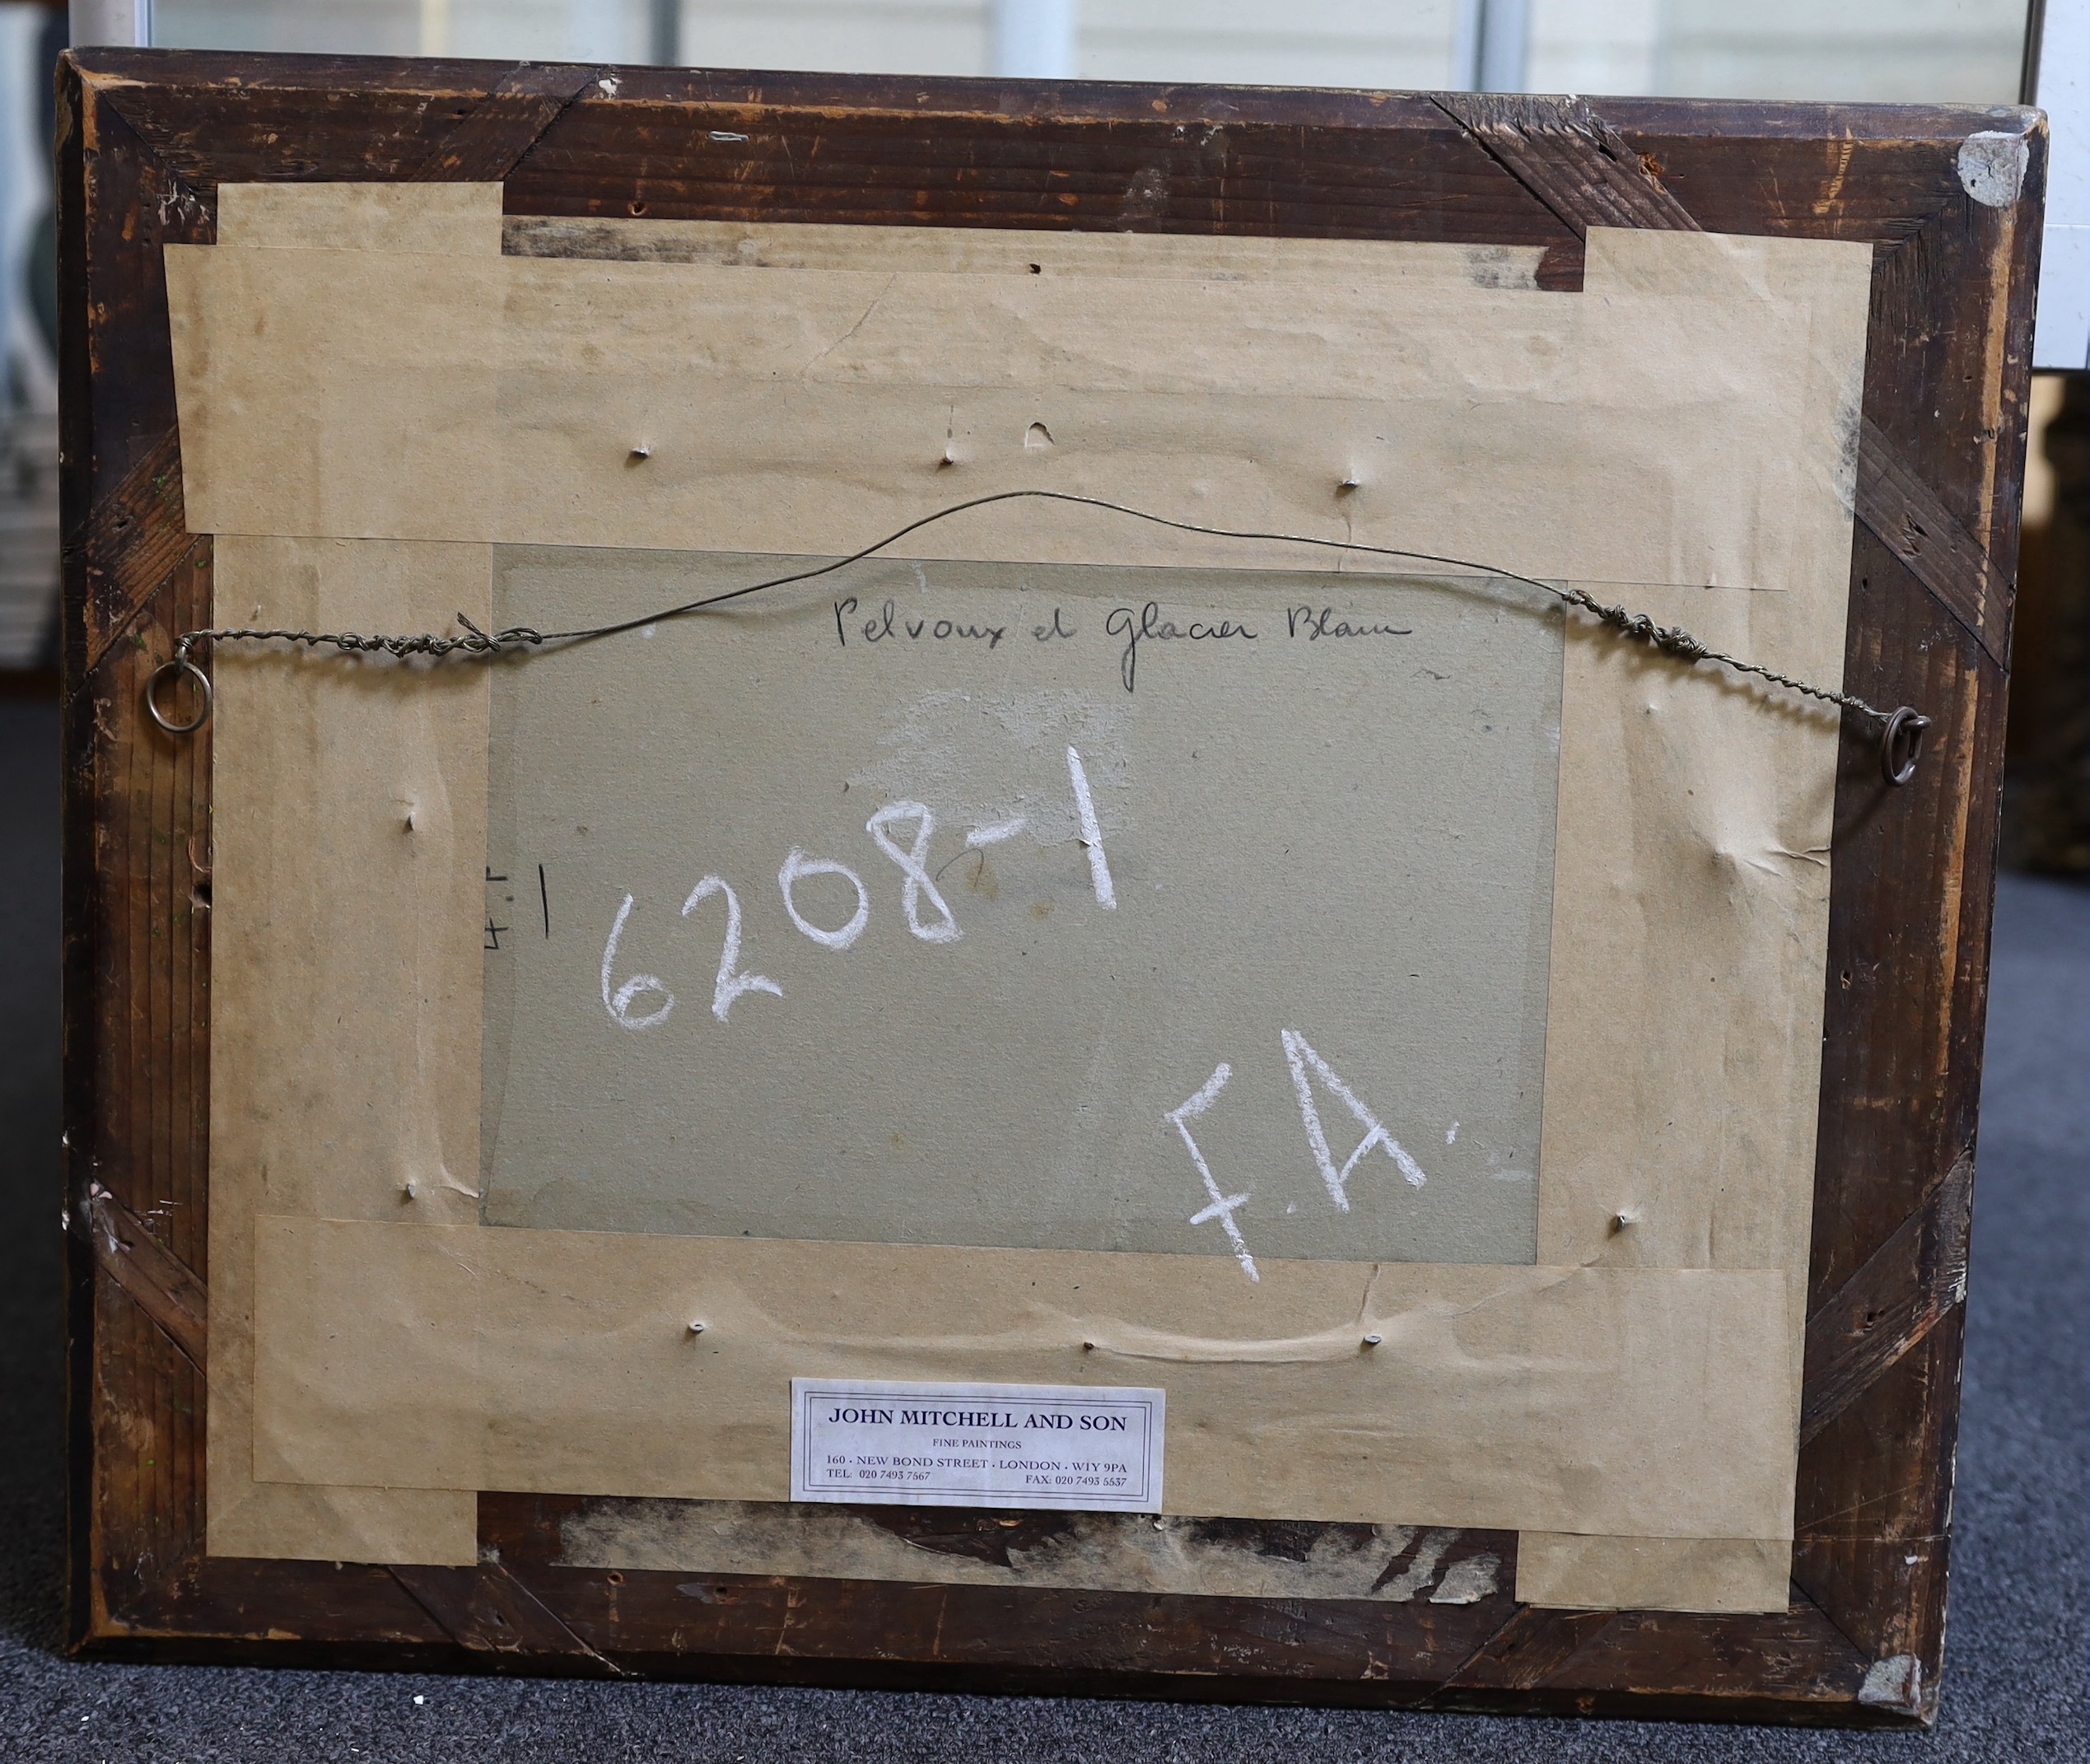 Pelvoux et Glacier Blanc
6208-1
F.A.
JOHN MITCHELL AND SON
FINE PAINTINGS
160 · NEW BOND STREET · LONDON · W1Y 9PA
TEL: 020 7493 7567 FAX: 020 7493 5537